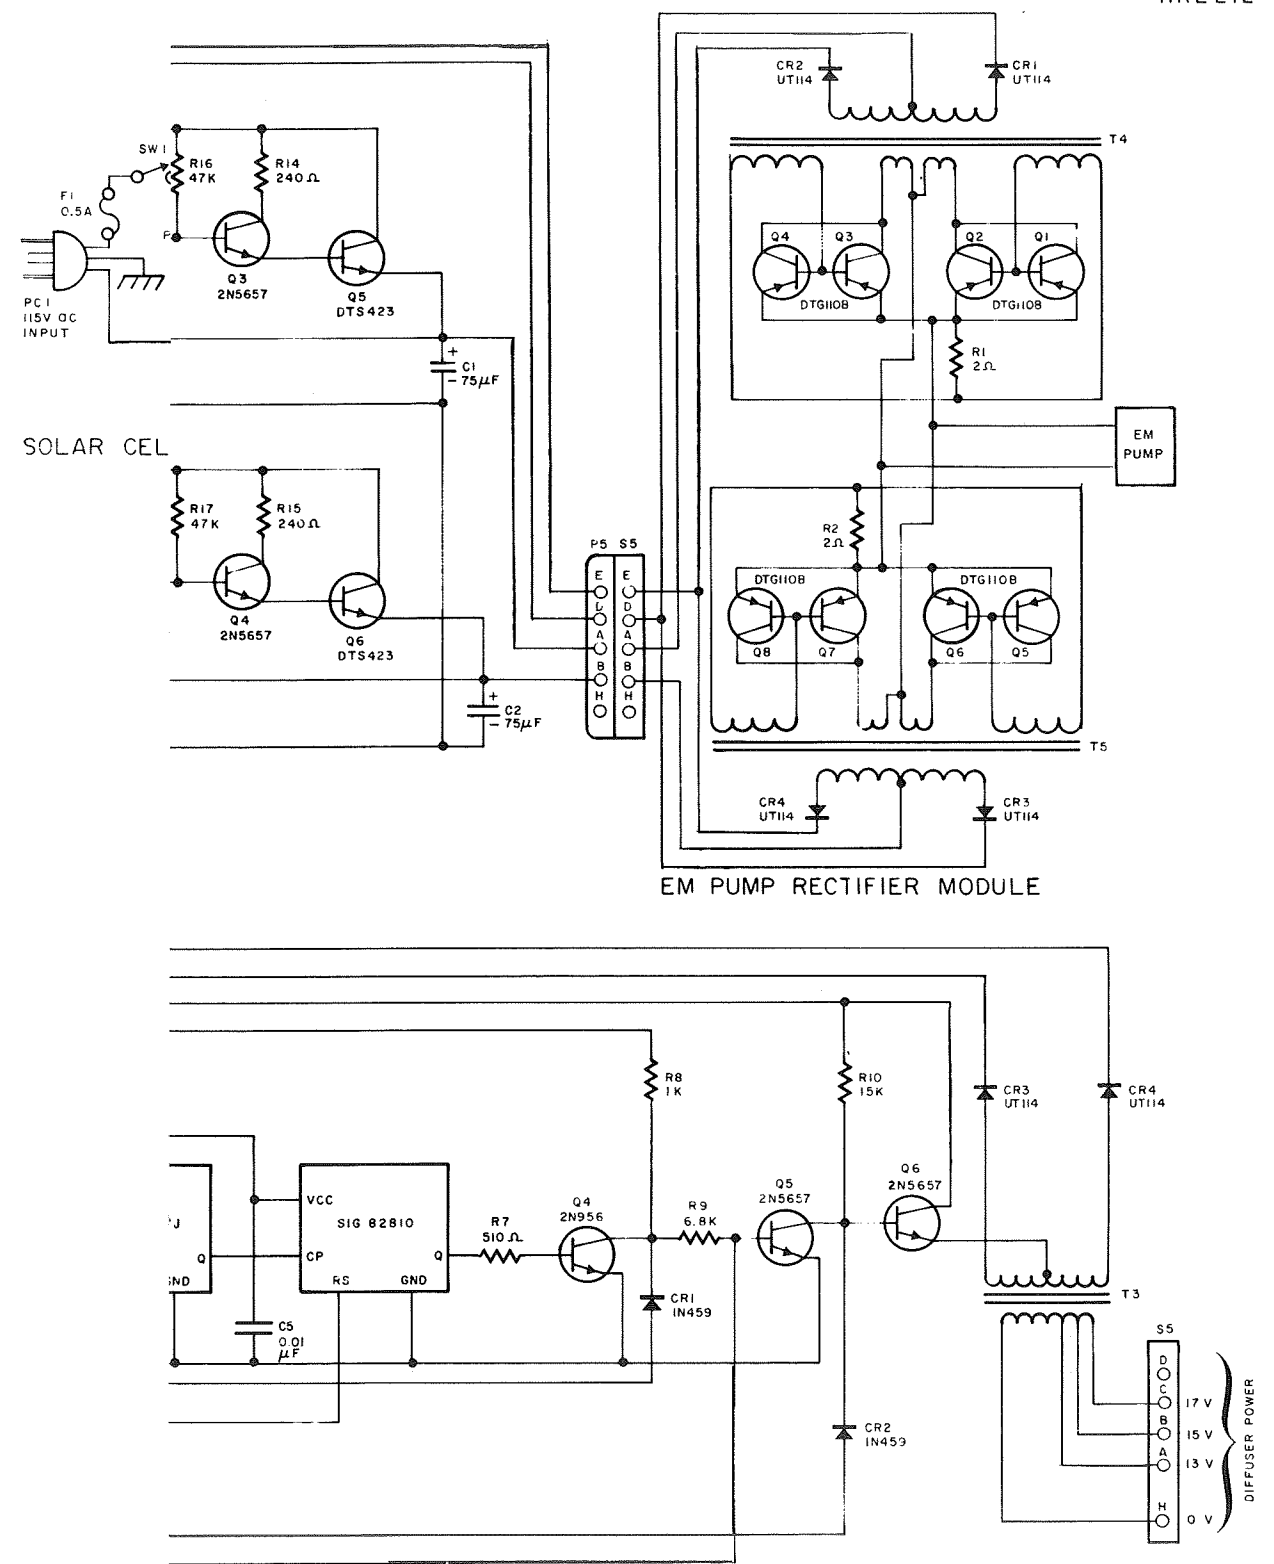 CR2
UT114
CR1
UT114
T4
SW1
R16
47K
R14
240Ω
F1
0.5A
P
Q3
2N5657
Q5
DTS423
PC1
115V AC
INPUT
+
C1
- 75µF
Q4
Q3
Q2
Q1
DTG110B
DTG110B
R1
2Ω
EM
PUMP
SOLAR CEL
R17
47K
R15
240Ω
Q4
2N5657
Q6
DTS423
+
C2
- 75µF
P5
S5
E
E
D
D
A
A
B
B
H
H
R2
2Ω
DTG110B
DTG110B
Q8
Q7
Q6
Q5
T5
CR4
UT114
CR3
UT114
EM PUMP RECTIFIER MODULE
R8
1K
R10
15K
CR3
UT114
CR4
UT114
VCC
SIG 82810
CP
Q
RS
GND
J
Q
ND
R7
510Ω
Q4
2N956
R9
6.8K
Q5
2N5657
Q6
2N5657
CR1
1N459
C5
0.01
µF
CR2
1N459
T3
S5
D
C
17 V
B
15 V
A
13 V
H
0 V
DIFFUSER POWER